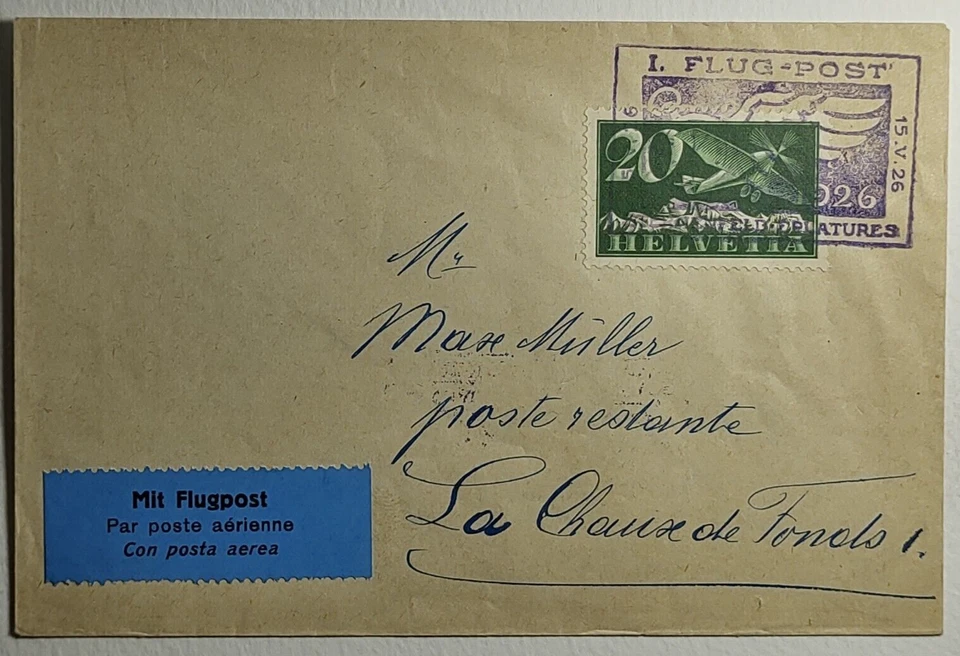 I. FLUG-POST
15.V.26
20
1926
EPLATURES
HELVETIA
Mr
Max Müller
poste restante
La Chaux de Fonds 1.
Mit Flugpost
Par poste aérienne
Con posta aerea